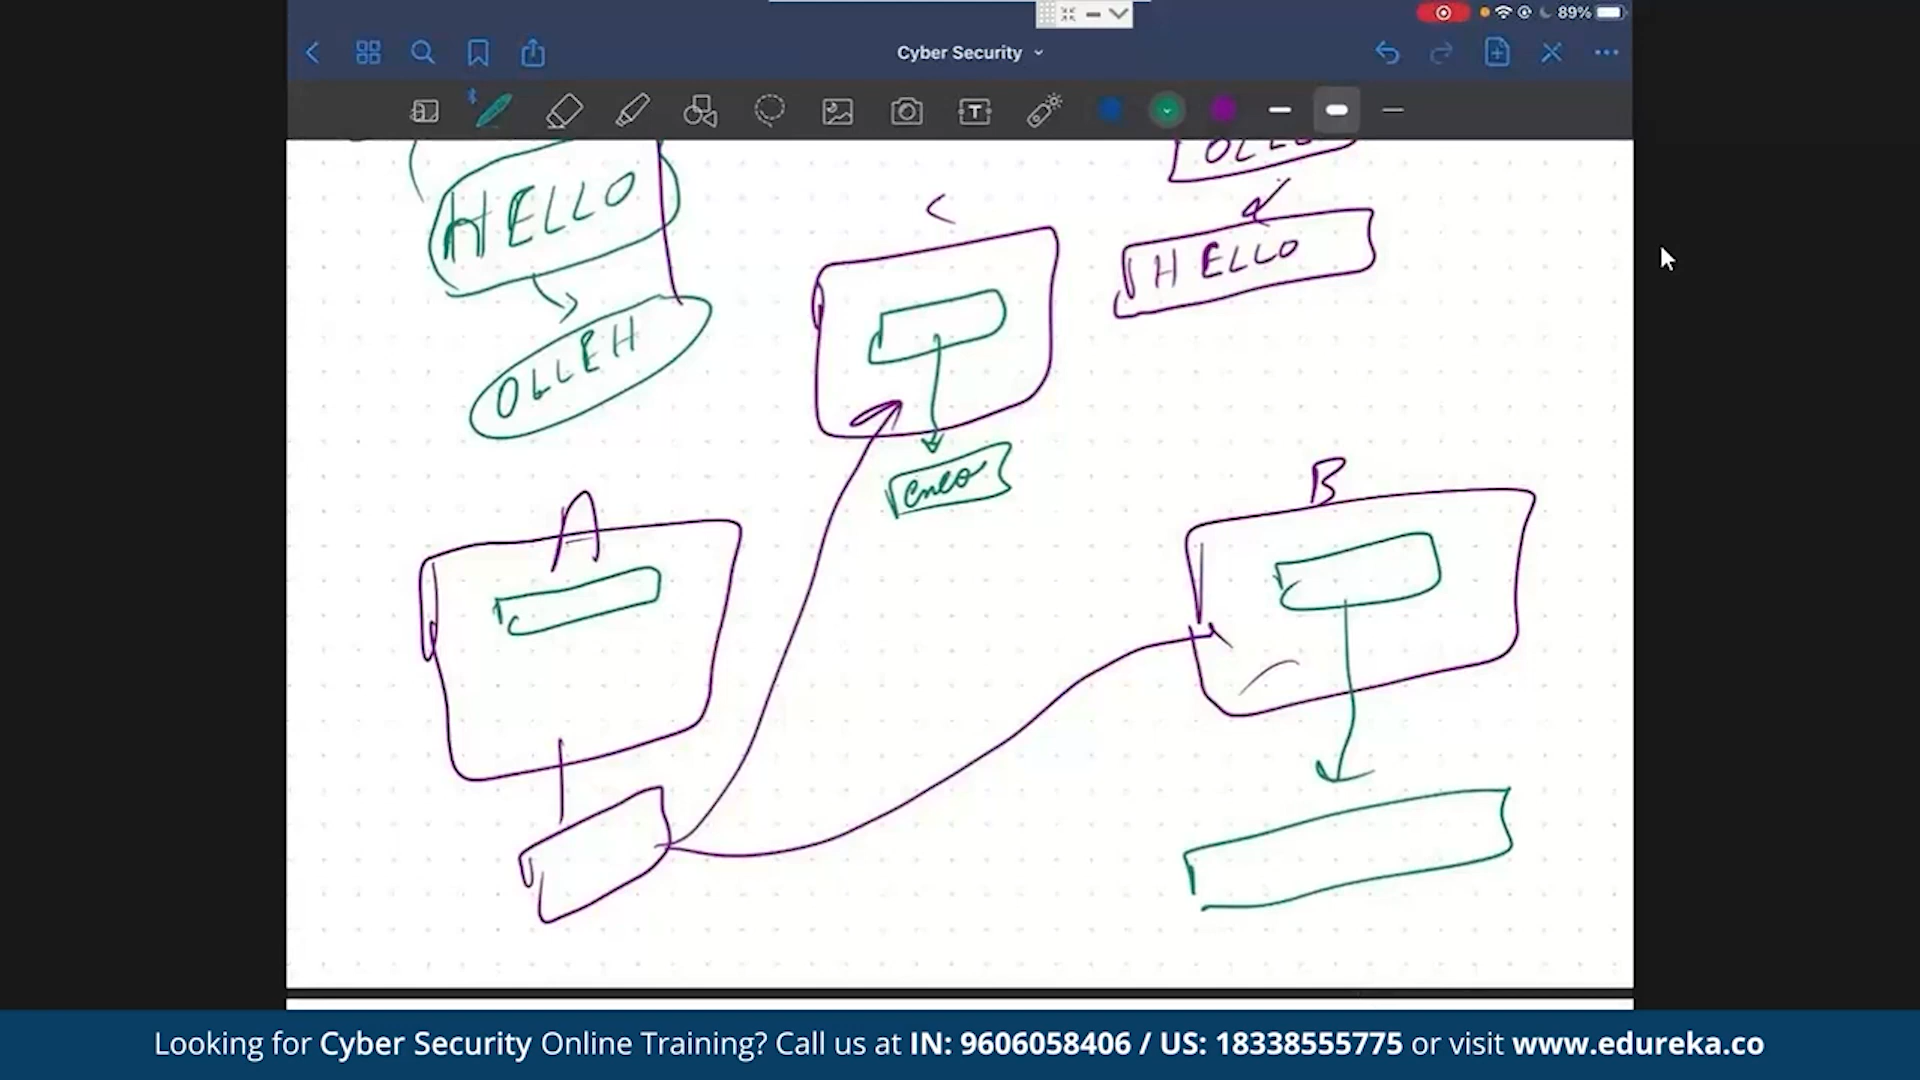 89%
Cyber Security
HELLO
C
HELLO
OLLEH
A
B
Looking for Cyber Security Online Training? Call us at IN: 9606058406 / US: 18338555775 or visit www.edureka.co